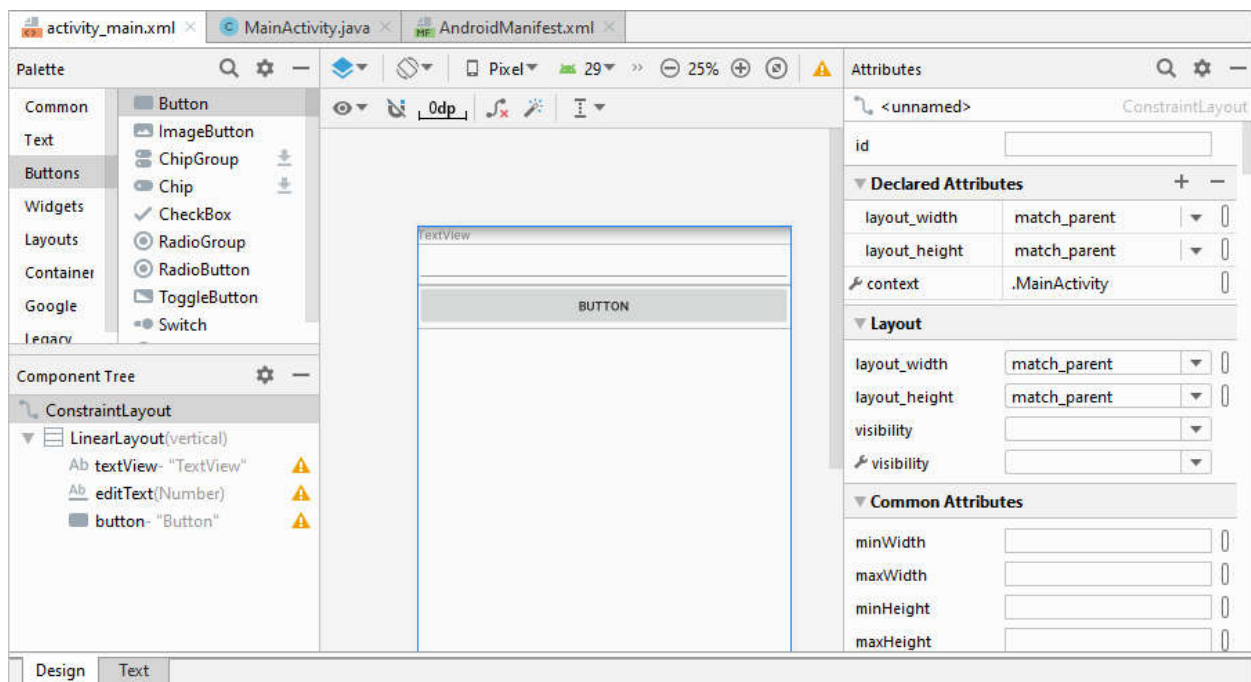 activity_main.xml
MainActivity.java
AndroidManifest.xml
Palette
Common
Text
Buttons
Widgets
Layouts
Container
Google
Legacy
Button
ImageButton
ChipGroup
Chip
CheckBox
RadioGroup
RadioButton
ToggleButton
Switch
Component Tree
ConstraintLayout
LinearLayout(vertical)
Ab textView- "TextView"
Ab editText(Number)
button- "Button"
Pixel 29 25%
0dp
TextView
BUTTON
Attributes
<unnamed> ConstraintLayout
id
Declared Attributes
layout_width match_parent
layout_height match_parent
context .MainActivity
Layout
layout_width match_parent
layout_height match_parent
visibility
visibility
Common Attributes
minWidth
maxWidth
minHeight
maxHeight
Design Text